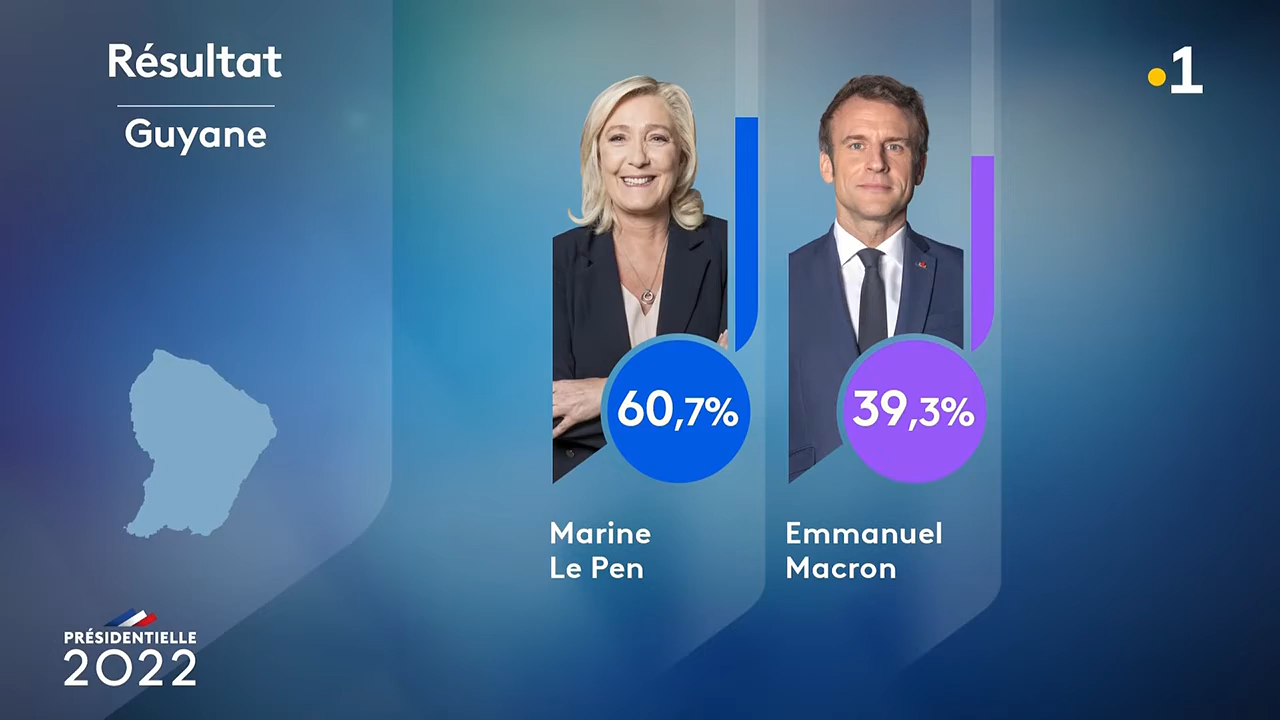 Résultat
Guyane
1
60,7%
39,3%
Marine
Le Pen
Emmanuel
Macron
PRÉSIDENTIELLE
2022